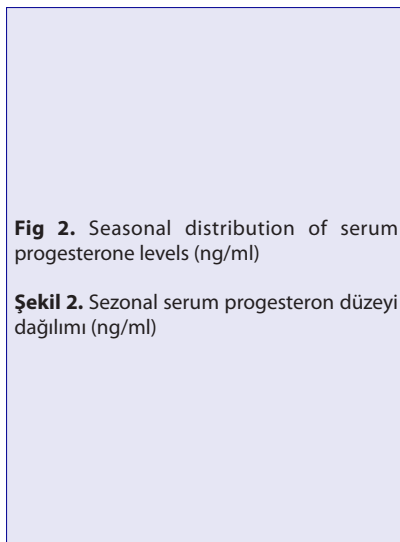 Fig 2. Seasonal distribution of serum
progesterone levels (ng/ml)
Şekil 2. Sezonal serum progesteron düzeyi
dağılımı (ng/ml)